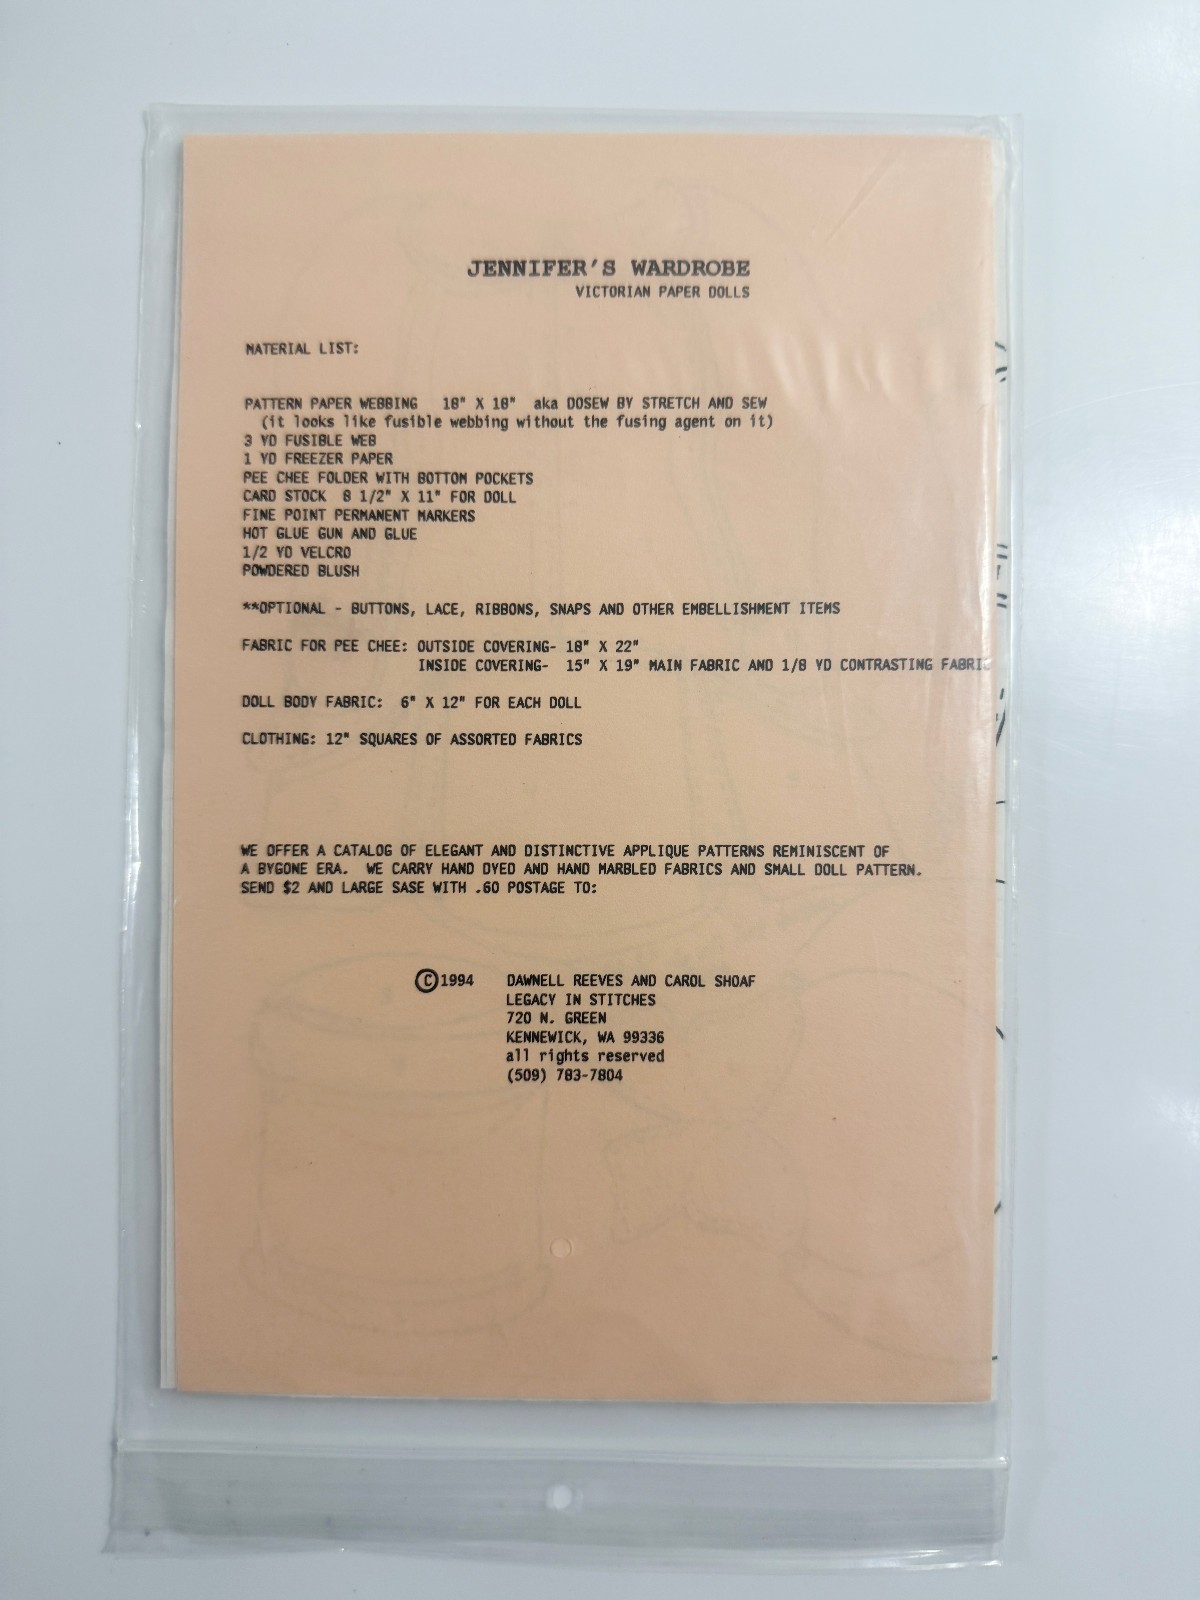 JENNIFER'S WARDROBE
VICTORIAN PAPER DOLLS
MATERIAL LIST:
PATTERN PAPER WEBBING 18" X 18" aka DOSEW BY STRETCH AND SEW
(it looks like fusible webbing without the fusing agent on it)
3 YD FUSIBLE WEB
1 YD FREEZER PAPER
PEE CHEE FOLDER WITH BOTTOM POCKETS
CARD STOCK 8 1/2" X 11" FOR DOLL
FINE POINT PERMANENT MARKERS
HOT GLUE GUN AND GLUE
1/2 YD VELCRO
POWDERED BLUSH
**OPTIONAL - BUTTONS, LACE, RIBBONS, SNAPS AND OTHER EMBELLISHMENT ITEMS
FABRIC FOR PEE CHEE: OUTSIDE COVERING- 18" X 22"
INSIDE COVERING- 15" X 19" MAIN FABRIC AND 1/8 YD CONTRASTING FABRIC
DOLL BODY FABRIC: 6" X 12" FOR EACH DOLL
CLOTHING: 12" SQUARES OF ASSORTED FABRICS
WE OFFER A CATALOG OF ELEGANT AND DISTINCTIVE APPLIQUE PATTERNS REMINISCENT OF
A BYGONE ERA. WE CARRY HAND DYED AND HAND MARBLED FABRICS AND SMALL DOLL PATTERN.
SEND $2 AND LARGE SASE WITH .60 POSTAGE TO:
©1994 DAWNELL REEVES AND CAROL SHOAF
LEGACY IN STITCHES
720 N. GREEN
KENNEWICK, WA 99336
all rights reserved
(509) 783-7804